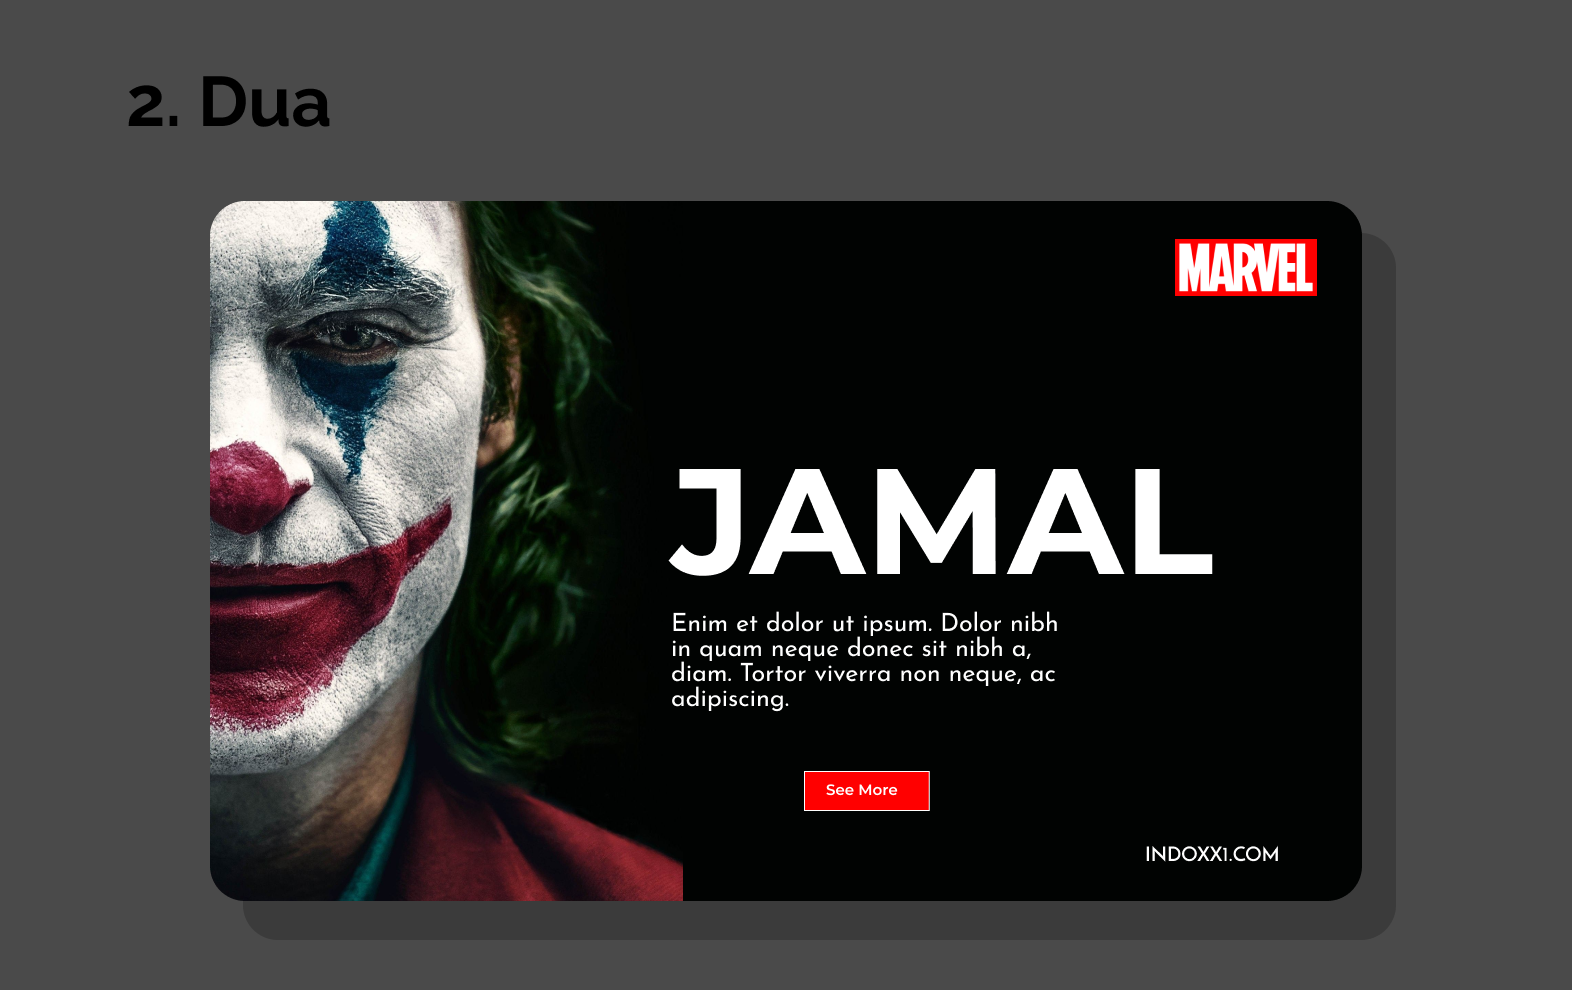 2. Dua
MARVEL
JAMAL
Enim et dolor ut ipsum. Dolor nibh
in quam neque donec sit nibh a,
diam. Tortor viverra non neque, ac
adipiscing.
See More
INDOXX1.COM